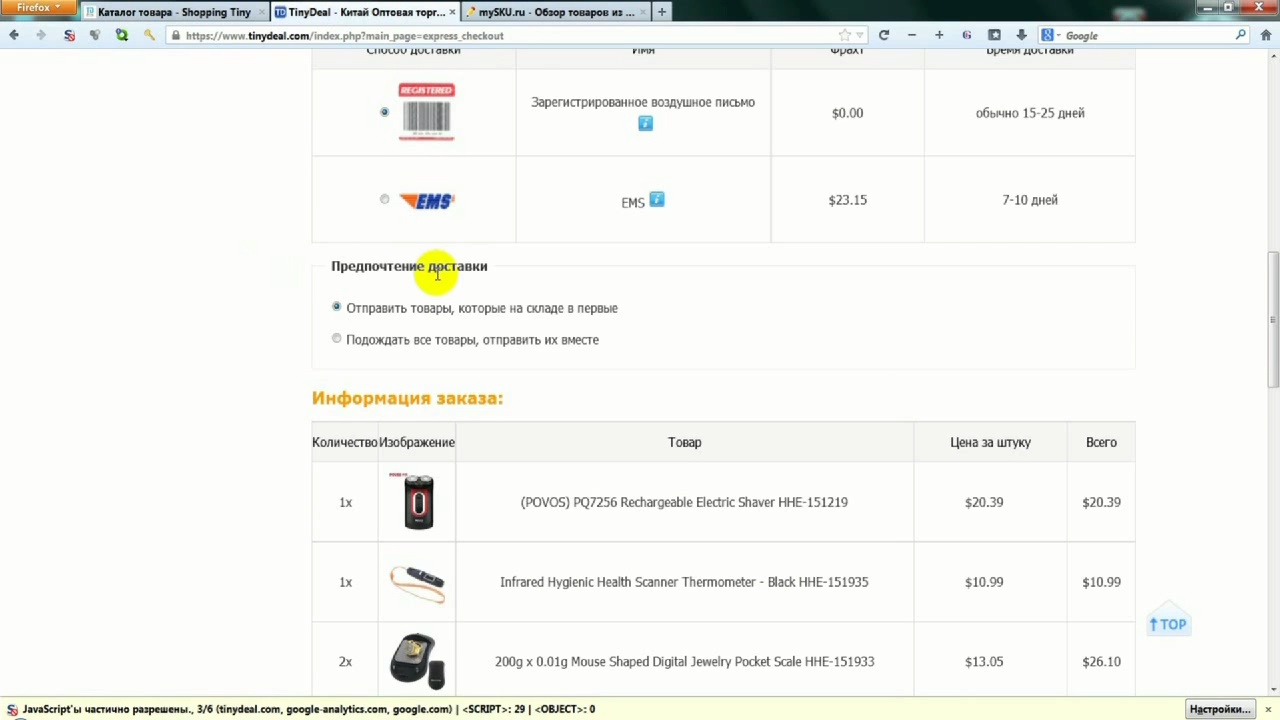 Firefox
Каталог товара - Shopping Tiny
TinyDeal - Китай Оптовая торг...
mySKU.ru - Обзор товаров из ...
https://www.tinydeal.com/index.php?main_page=express_checkout
Google
Способ доставки Имя Фрахт Время доставки
REGISTERED
Зарегистрированное воздушное письмо
$0.00
обычно 15-25 дней
EMS
EMS
$23.15
7-10 дней
Предпочтение доставки
Отправить товары, которые на складе в первые
Подождать все товары, отправить их вместе
Информация заказа:
Количество Изображение Товар Цена за штуку Всего
1x (POVOS) PQ7256 Rechargeable Electric Shaver HHE-151219 $20.39 $20.39
1x Infrared Hygienic Health Scanner Thermometer - Black HHE-151935 $10.99 $10.99
TOP
2x 200g x 0.01g Mouse Shaped Digital Jewelry Pocket Scale HHE-151933 $13.05 $26.10
JavaScript'ы частично разрешены., 3/6 (tinydeal.com, google-analytics.com, google.com) | <SCRIPT>: 29 | <OBJECT>: 0
Настройки...